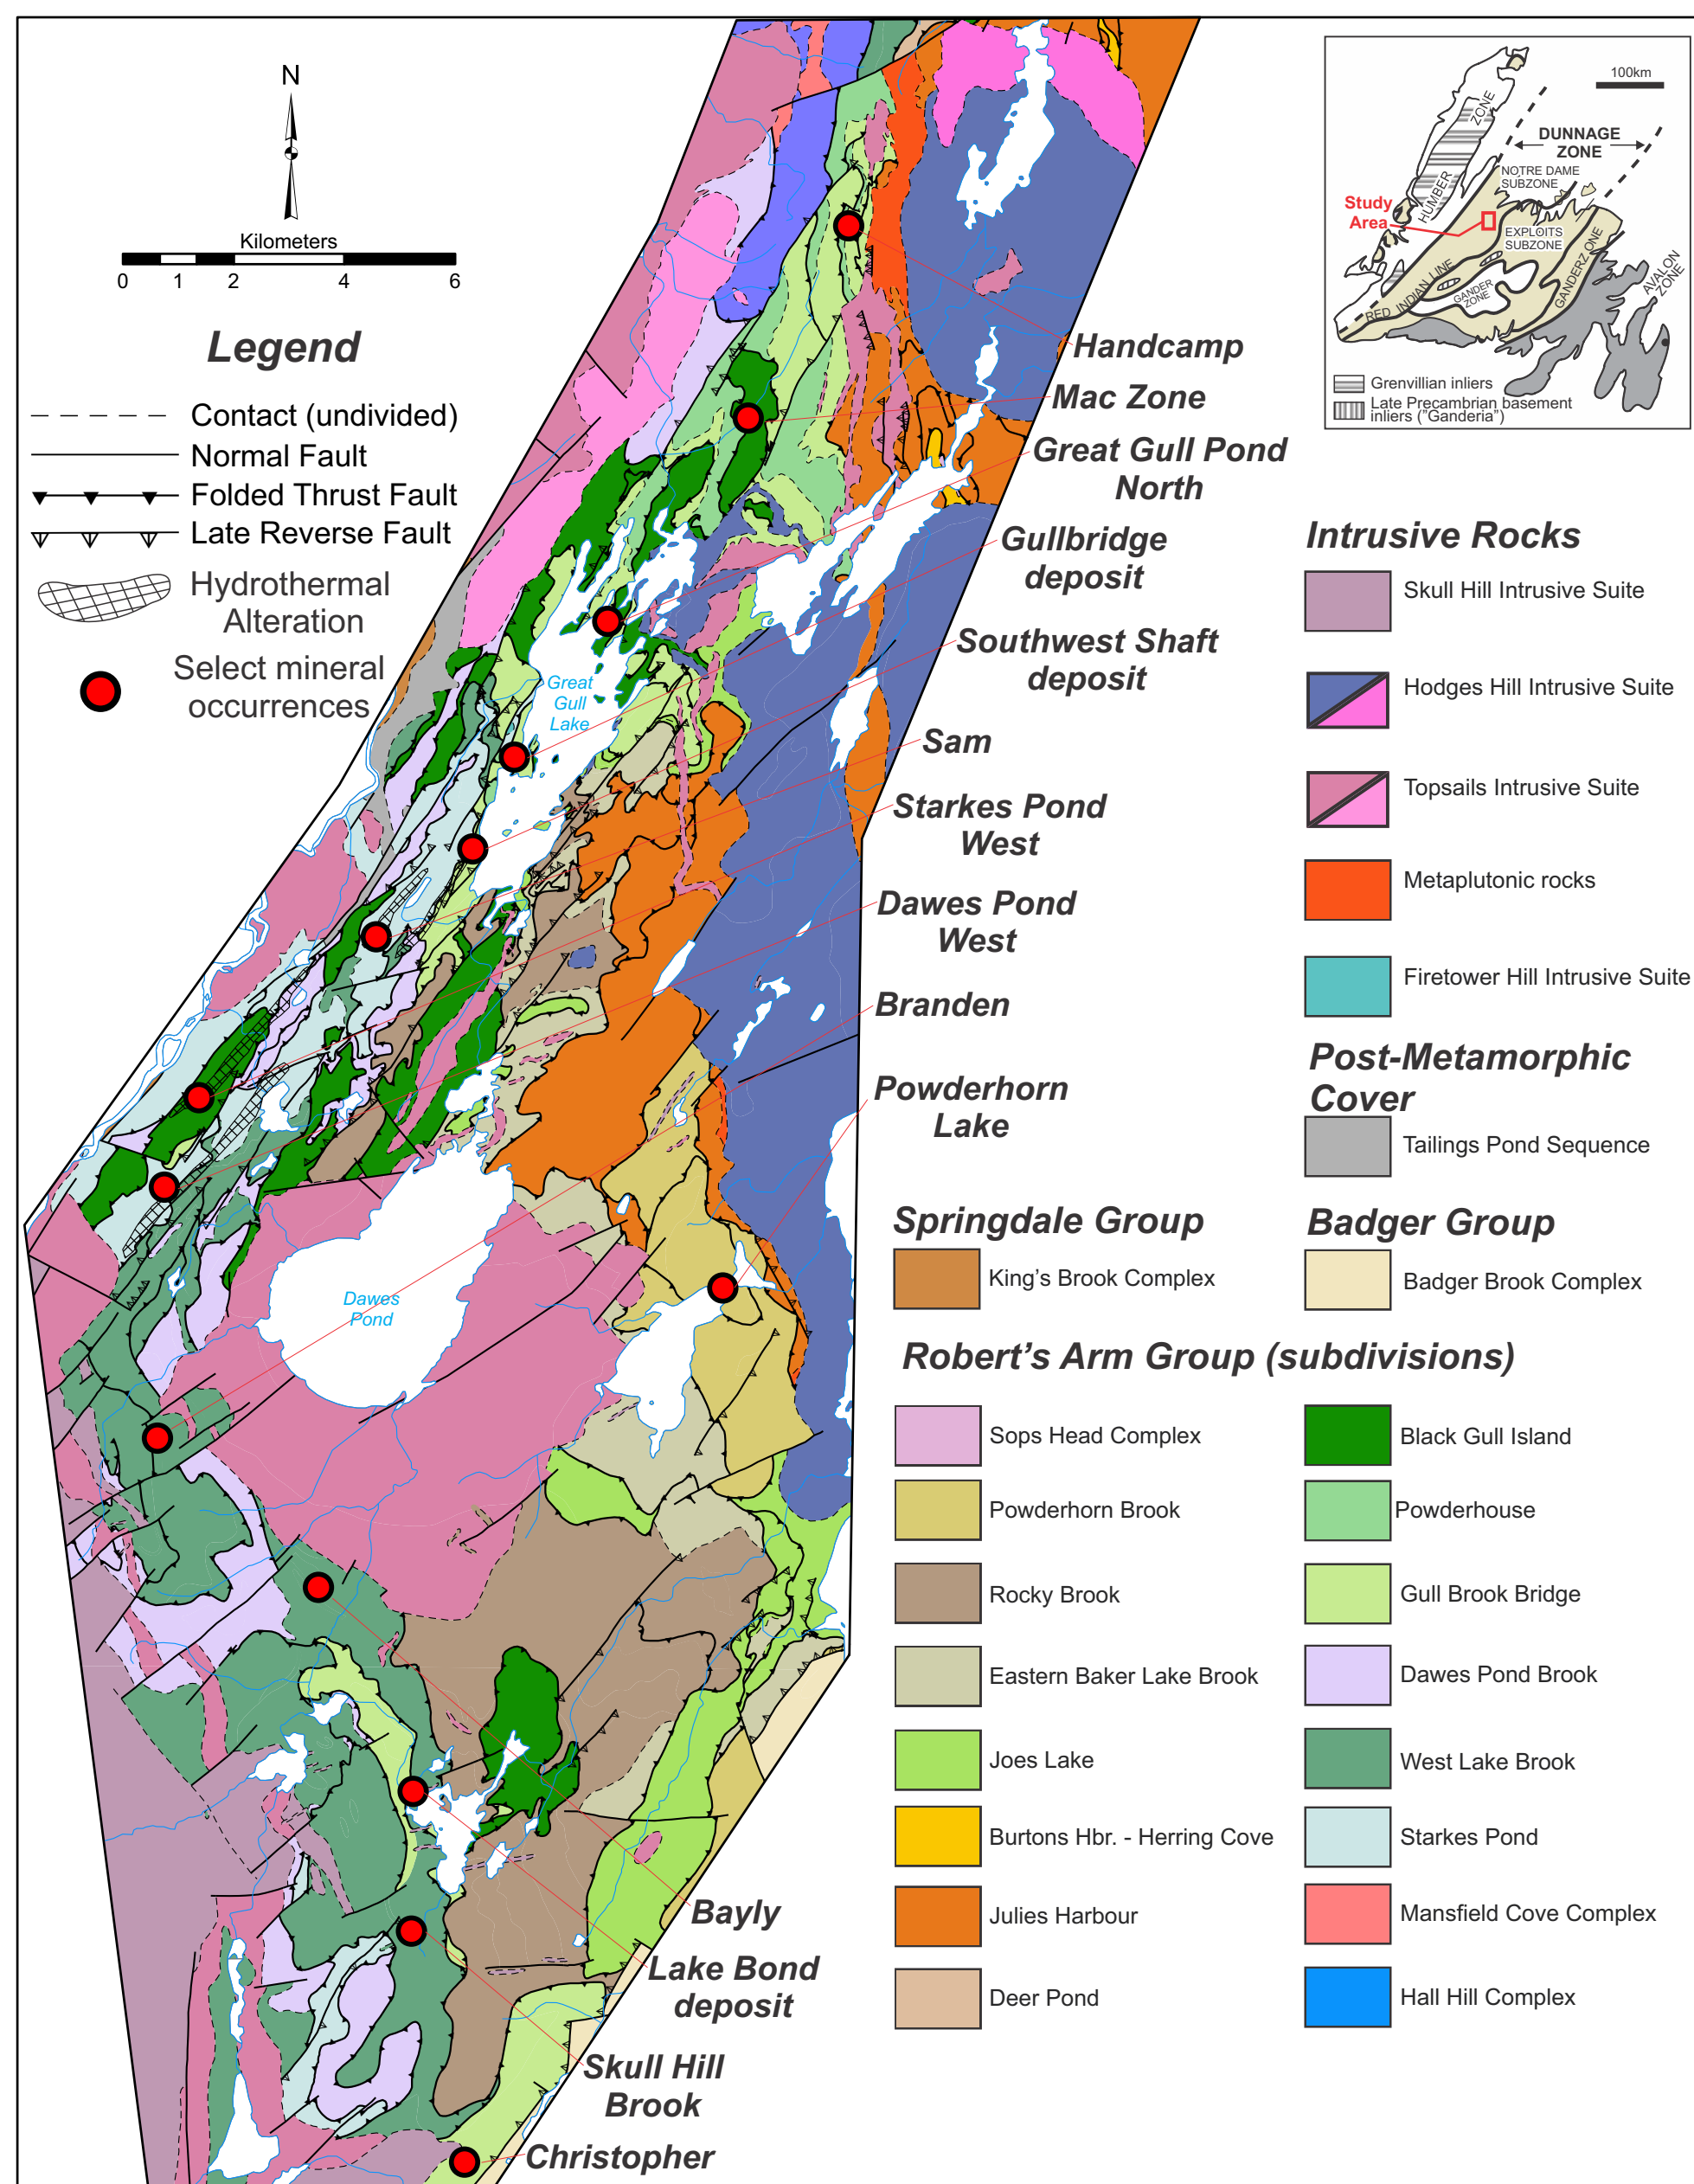 N
Kilometers
0 1 2 4 6
Legend
Contact (undivided)
Normal Fault
Folded Thrust Fault
Late Reverse Fault
Hydrothermal
Alteration
Select mineral
occurrences
100km
DUNNAGE
ZONE
NOTRE DAME
SUBZONE
HUMBER
ZONE
Study
Area
EXPLOITS
SUBZONE
RED INDIAN LINE
GANDER
ZONE
GANDERZONE
AVALON
ZONE
Grenvillian inliers
Late Precambrian basement
inliers ("Ganderia")
Handcamp
Mac Zone
Great Gull Pond
North
Gullbridge
deposit
Southwest Shaft
deposit
Sam
Starkes Pond
West
Dawes Pond
West
Branden
Powderhorn
Lake
Great
Gull
Lake
Dawes
Pond
Bayly
Lake Bond
deposit
Skull Hill
Brook
Christopher
Intrusive Rocks
Skull Hill Intrusive Suite
Hodges Hill Intrusive Suite
Topsails Intrusive Suite
Metaplutonic rocks
Firetower Hill Intrusive Suite
Post-Metamorphic
Cover
Tailings Pond Sequence
Springdale Group
King's Brook Complex
Badger Group
Badger Brook Complex
Robert's Arm Group (subdivisions)
Sops Head Complex
Powderhorn Brook
Rocky Brook
Eastern Baker Lake Brook
Joes Lake
Burtons Hbr. - Herring Cove
Julies Harbour
Deer Pond
Black Gull Island
Powderhouse
Gull Brook Bridge
Dawes Pond Brook
West Lake Brook
Starkes Pond
Mansfield Cove Complex
Hall Hill Complex